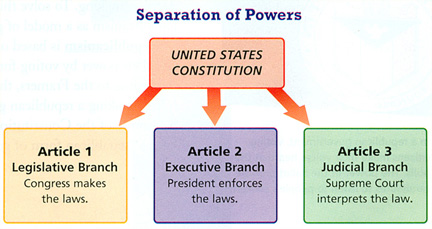 Separation of Powers
UNITED STATES
CONSTITUTION
Article 1
Legislative Branch
Congress makes
the laws.
Article 2
Executive Branch
President enforces
the laws.
Article 3
Judicial Branch
Supreme Court
interprets the law.